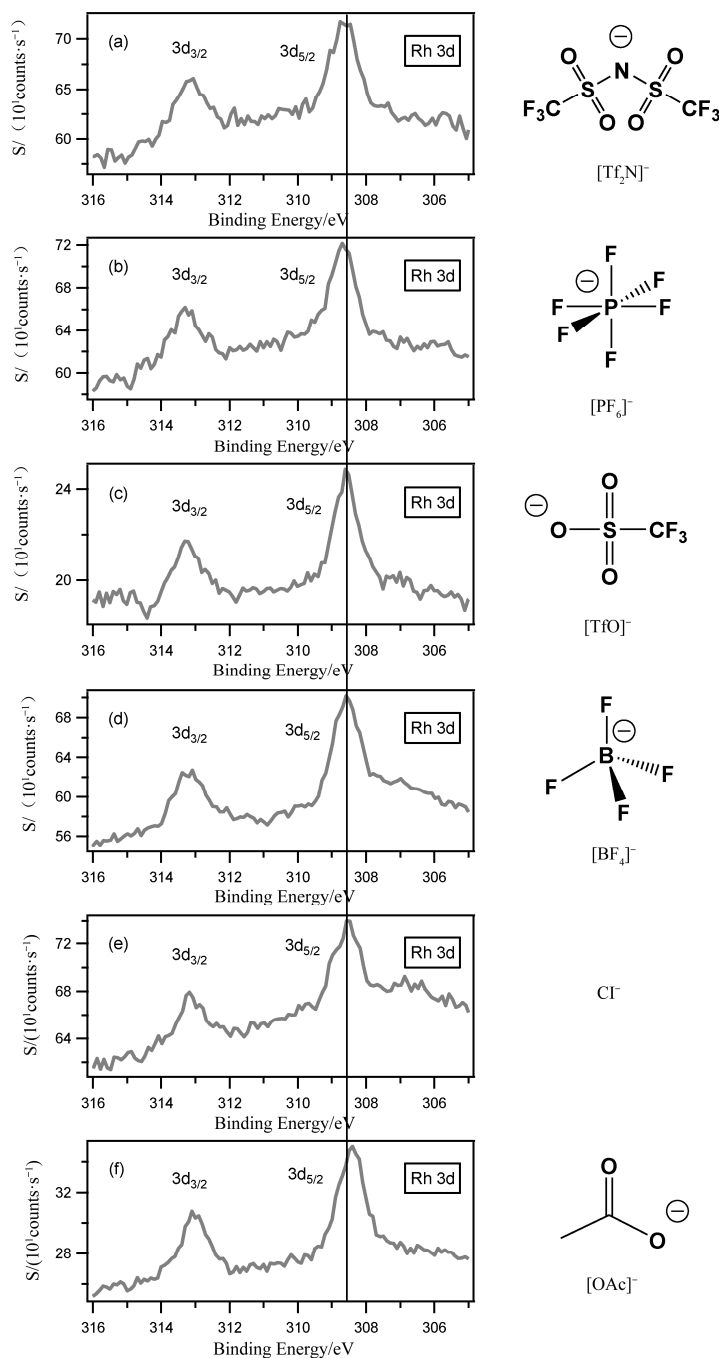 (a)
3d3/2
3d5/2
Rh 3d
70
65
60
S/（10¹counts·s⁻¹）
316 314 312 310 308 306
Binding Energy/eV
⊖
O O
S N S
F3C O O CF3
[Tf2N]⁻
(b)
3d3/2
3d5/2
Rh 3d
72
68
64
60
S/（10¹counts·s⁻¹）
316 314 312 310 308 306
Binding Energy/eV
F
⊖ F
F P F
F
F
[PF6]⁻
(c)
3d3/2
3d5/2
Rh 3d
24
20
S/（10¹counts·s⁻¹）
316 314 312 310 308 306
Binding Energy/eV
O
⊖
O S CF3
O
[TfO]⁻
(d)
3d3/2
3d5/2
Rh 3d
68
64
60
56
S/（10¹counts·s⁻¹）
316 314 312 310 308 306
Binding Energy/eV
F
⊖
B
F F
F
[BF4]⁻
(e)
3d3/2
3d5/2
Rh 3d
72
68
64
S/(10¹counts·s⁻¹)
316 314 312 310 308 306
Binding Energy/eV
Cl⁻
(f)
3d3/2
3d5/2
Rh 3d
32
28
S/(10¹counts·s⁻¹)
316 314 312 310 308 306
Binding Energy/eV
O
⊖
O
[OAc]⁻